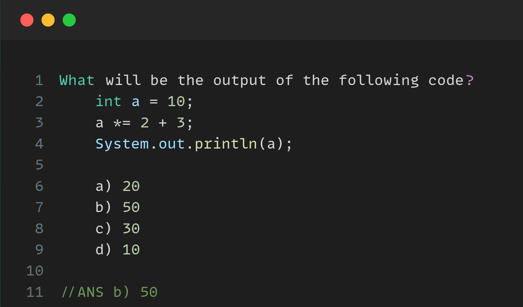 1 What will be the output of the following code?
2 int a = 10;
3 a *= 2 + 3;
4 System.out.println(a);
5
6 a) 20
7 b) 50
8 c) 30
9 d) 10
10
11 //ANS b) 50